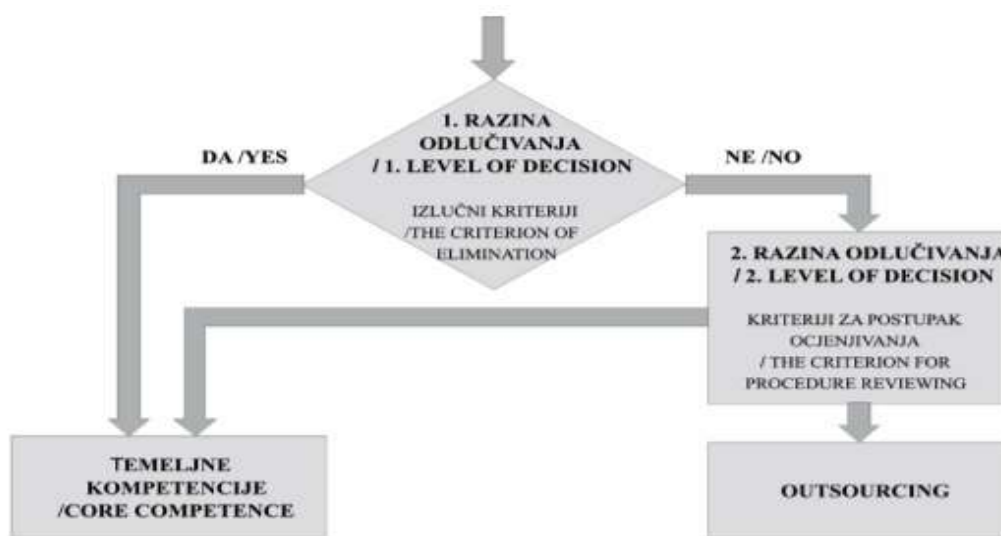 1. RAZINA
ODLUČIVANJA
/ 1. LEVEL OF DECISION
IZLUČNI KRITERIJI
/THE CRITERION OF
ELIMINATION
DA /YES
NE /NO
2. RAZINA ODLUČIVANJA
/ 2. LEVEL OF DECISION
KRITERIJI ZA POSTUPAK
OCJENJIVANJA
/ THE CRITERION FOR
PROCEDURE REVIEWING
TEMELJNE
KOMPETENCIJE
/CORE COMPETENCE
OUTSOURCING